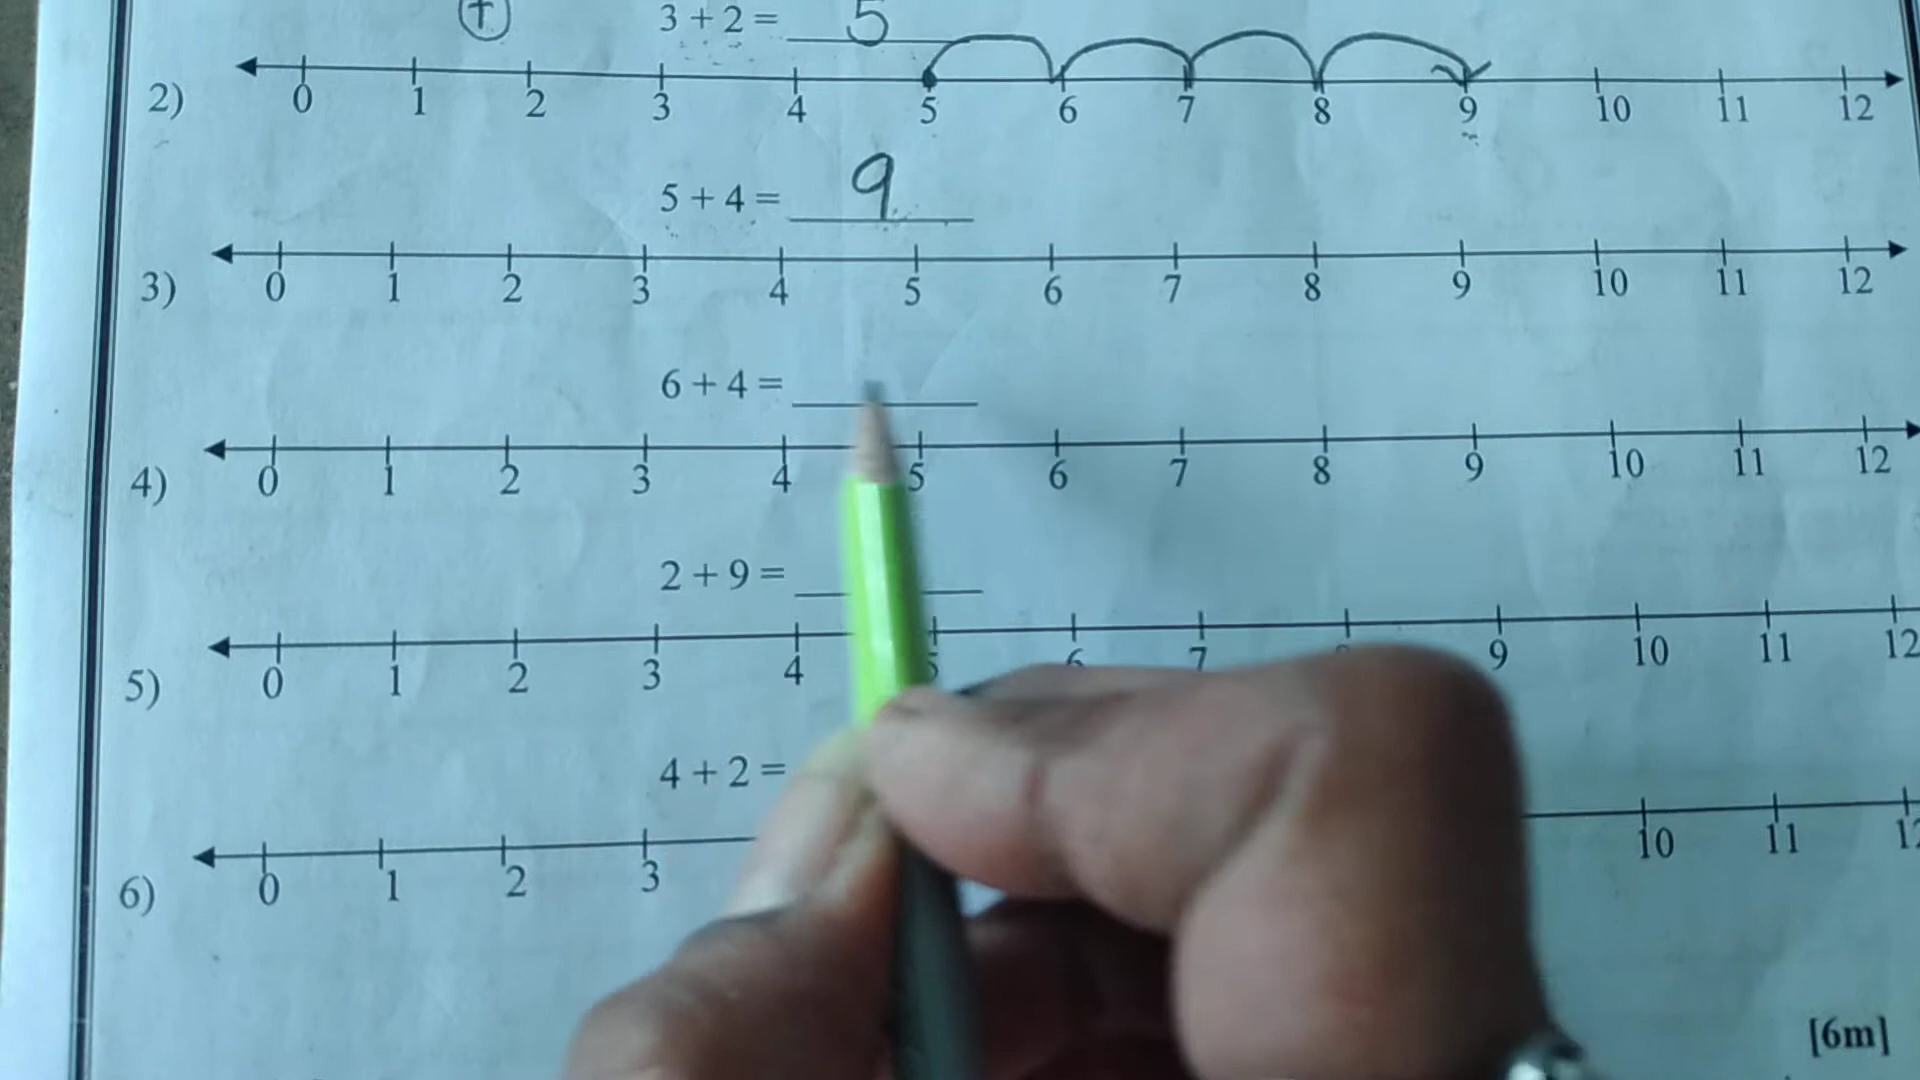 + 3 + 2 = 5
2) 0 1 2 3 4 5 6 7 8 9 10 11 12
5 + 4 = 9
3) 0 1 2 3 4 5 6 7 8 9 10 11 12
6 + 4 =
4) 0 1 2 3 4 5 6 7 8 9 10 11 12
2 + 9 =
5) 0 1 2 3 4 5 6 7 9 10 11 12
4 + 2 =
6) 0 1 2 3 10 11
[6m]